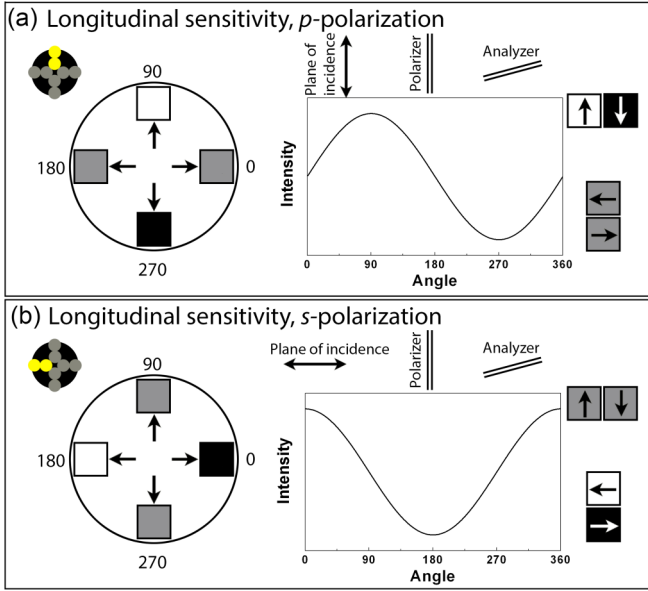 (a) Longitudinal sensitivity, p-polarization
90
180
0
270
Plane of
incidence
Polarizer
Analyzer
Intensity
0 90 180 270 360
Angle
(b) Longitudinal sensitivity, s-polarization
90
180
0
270
Plane of incidence
Polarizer
Analyzer
Intensity
0 90 180 270 360
Angle